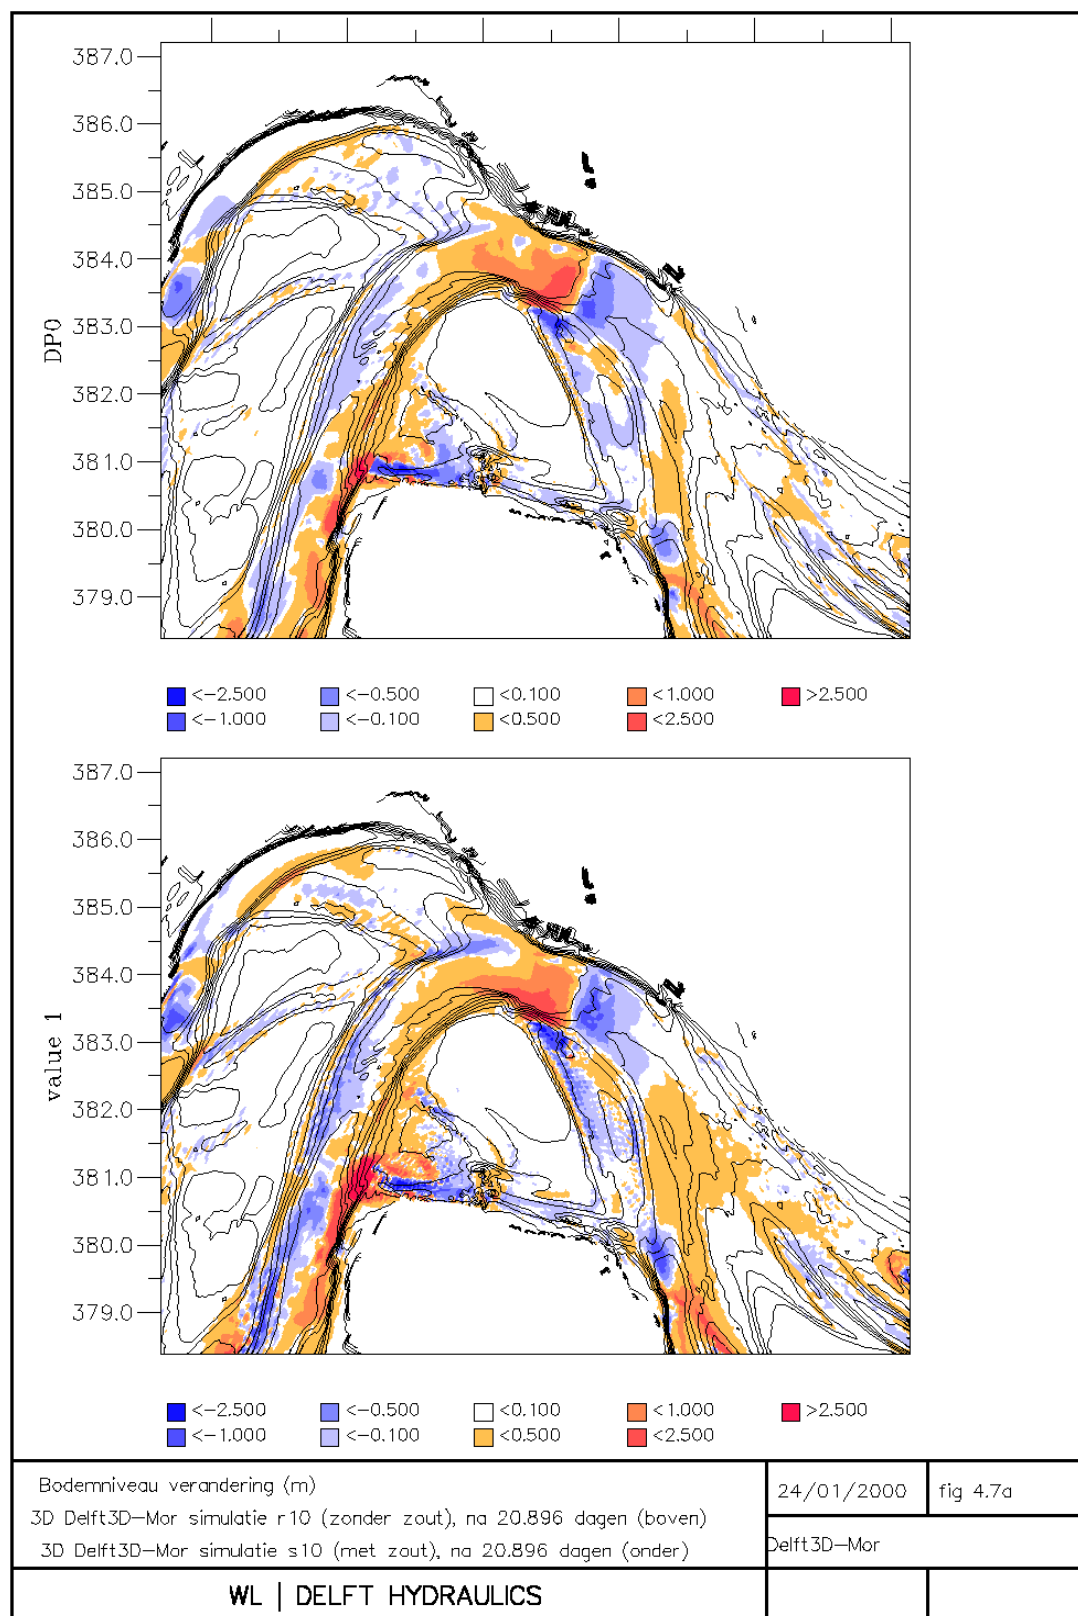 387.0
386.0
385.0
384.0
383.0
382.0
381.0
380.0
379.0
DP0
<-2.500 <-0.500 <0.100 <1.000 >2.500
<-1.000 <-0.100 <0.500 <2.500
387.0
386.0
385.0
384.0
383.0
382.0
381.0
380.0
379.0
value 1
<-2.500 <-0.500 <0.100 <1.000 >2.500
<-1.000 <-0.100 <0.500 <2.500
Bodemniveau verandering (m)
3D Delft3D-Mor simulatie r10 (zonder zout), na 20.896 dagen (boven)
3D Delft3D-Mor simulatie s10 (met zout), na 20.896 dagen (onder)
24/01/2000 fig 4.7a
Delft3D-Mor
WL | DELFT HYDRAULICS